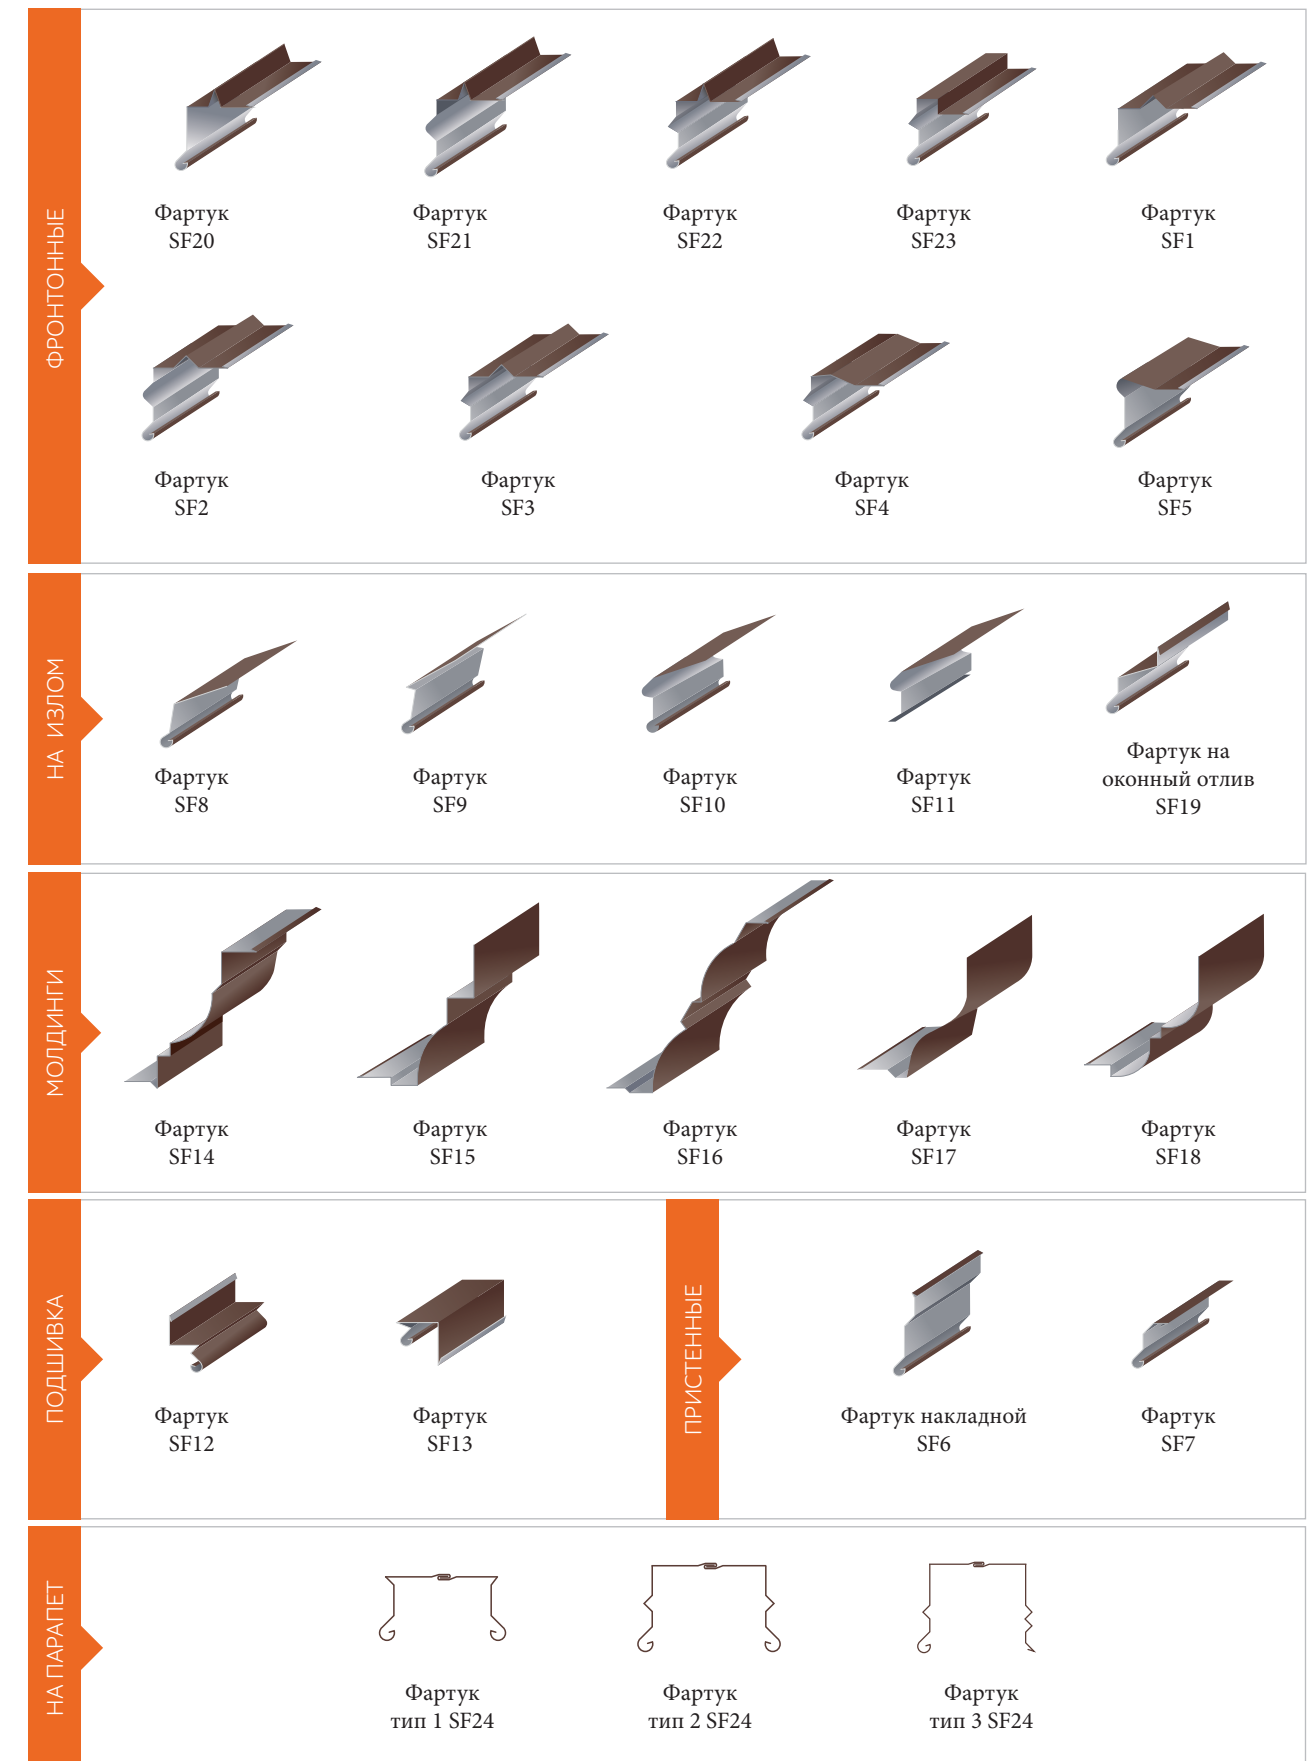 ФРОНТОННЫЕ
Фартук
SF20
Фартук
SF21
Фартук
SF22
Фартук
SF23
Фартук
SF1
Фартук
SF2
Фартук
SF3
Фартук
SF4
Фартук
SF5
НА ИЗЛОМ
Фартук
SF8
Фартук
SF9
Фартук
SF10
Фартук
SF11
Фартук на
оконный отлив
SF19
МОЛДИНГИ
Фартук
SF14
Фартук
SF15
Фартук
SF16
Фартук
SF17
Фартук
SF18
ПОДШИВКА
Фартук
SF12
Фартук
SF13
ПРИСТЕННЫЕ
Фартук накладной
SF6
Фартук
SF7
НА ПАРАПЕТ
Фартук
тип 1 SF24
Фартук
тип 2 SF24
Фартук
тип 3 SF24